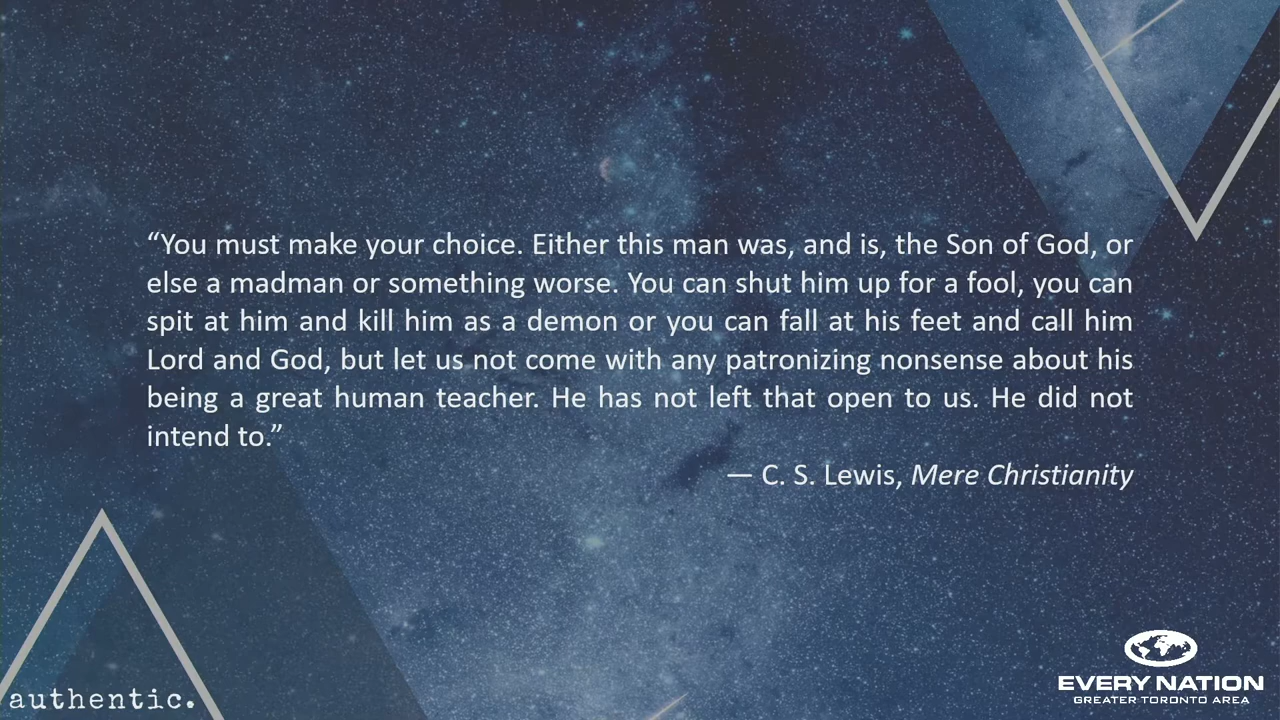 “You must make your choice. Either this man was, and is, the Son of God, or
else a madman or something worse. You can shut him up for a fool, you can
spit at him and kill him as a demon or you can fall at his feet and call him
Lord and God, but let us not come with any patronizing nonsense about his
being a great human teacher. He has not left that open to us. He did not
intend to.”
— C. S. Lewis, Mere Christianity
authentic.
EVERY NATION
GREATER TORONTO AREA